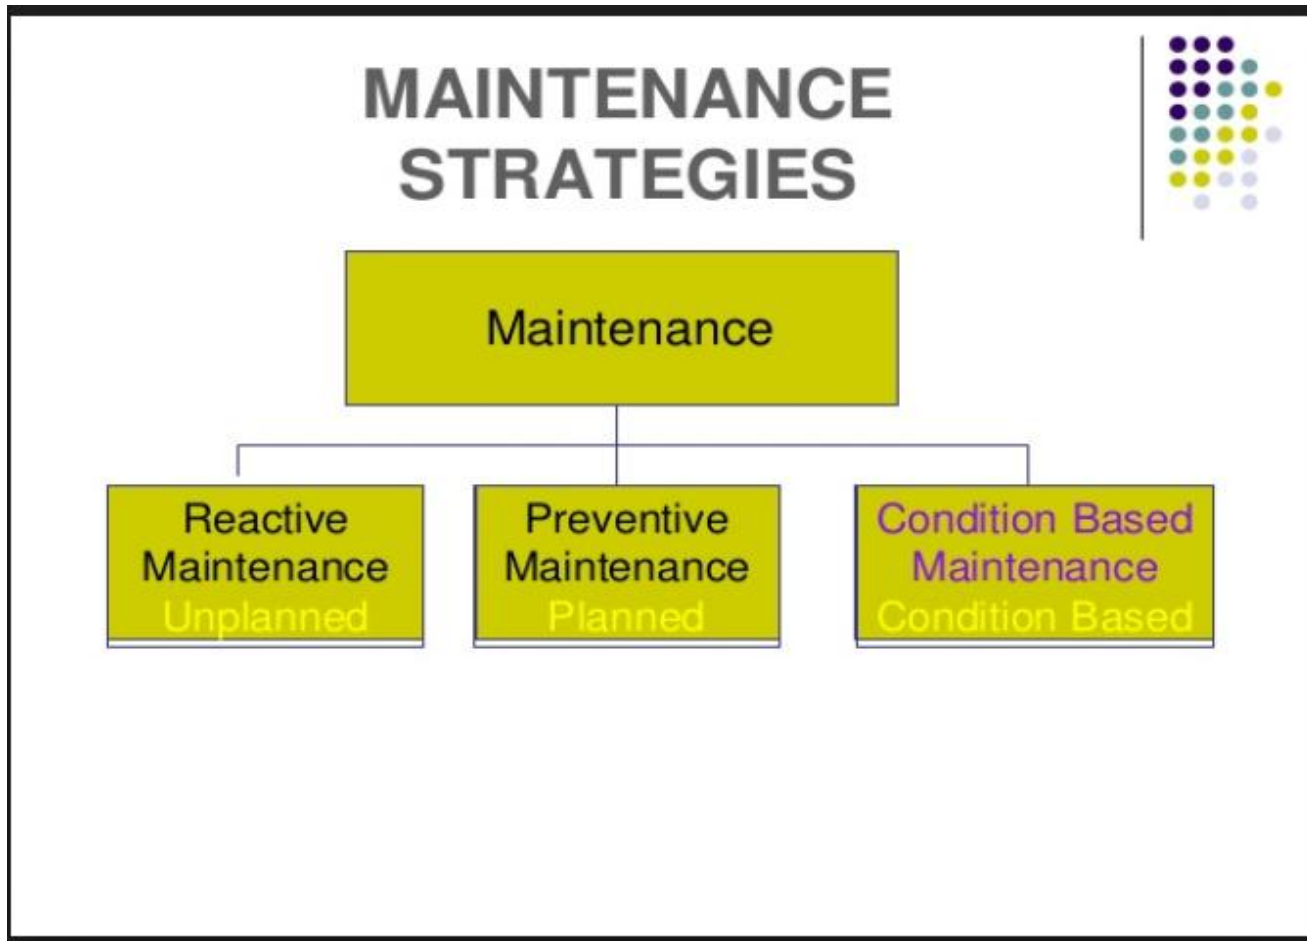 MAINTENANCE
STRATEGIES
Maintenance
Reactive
Maintenance
Unplanned
Preventive
Maintenance
Planned
Condition Based
Maintenance
Condition Based